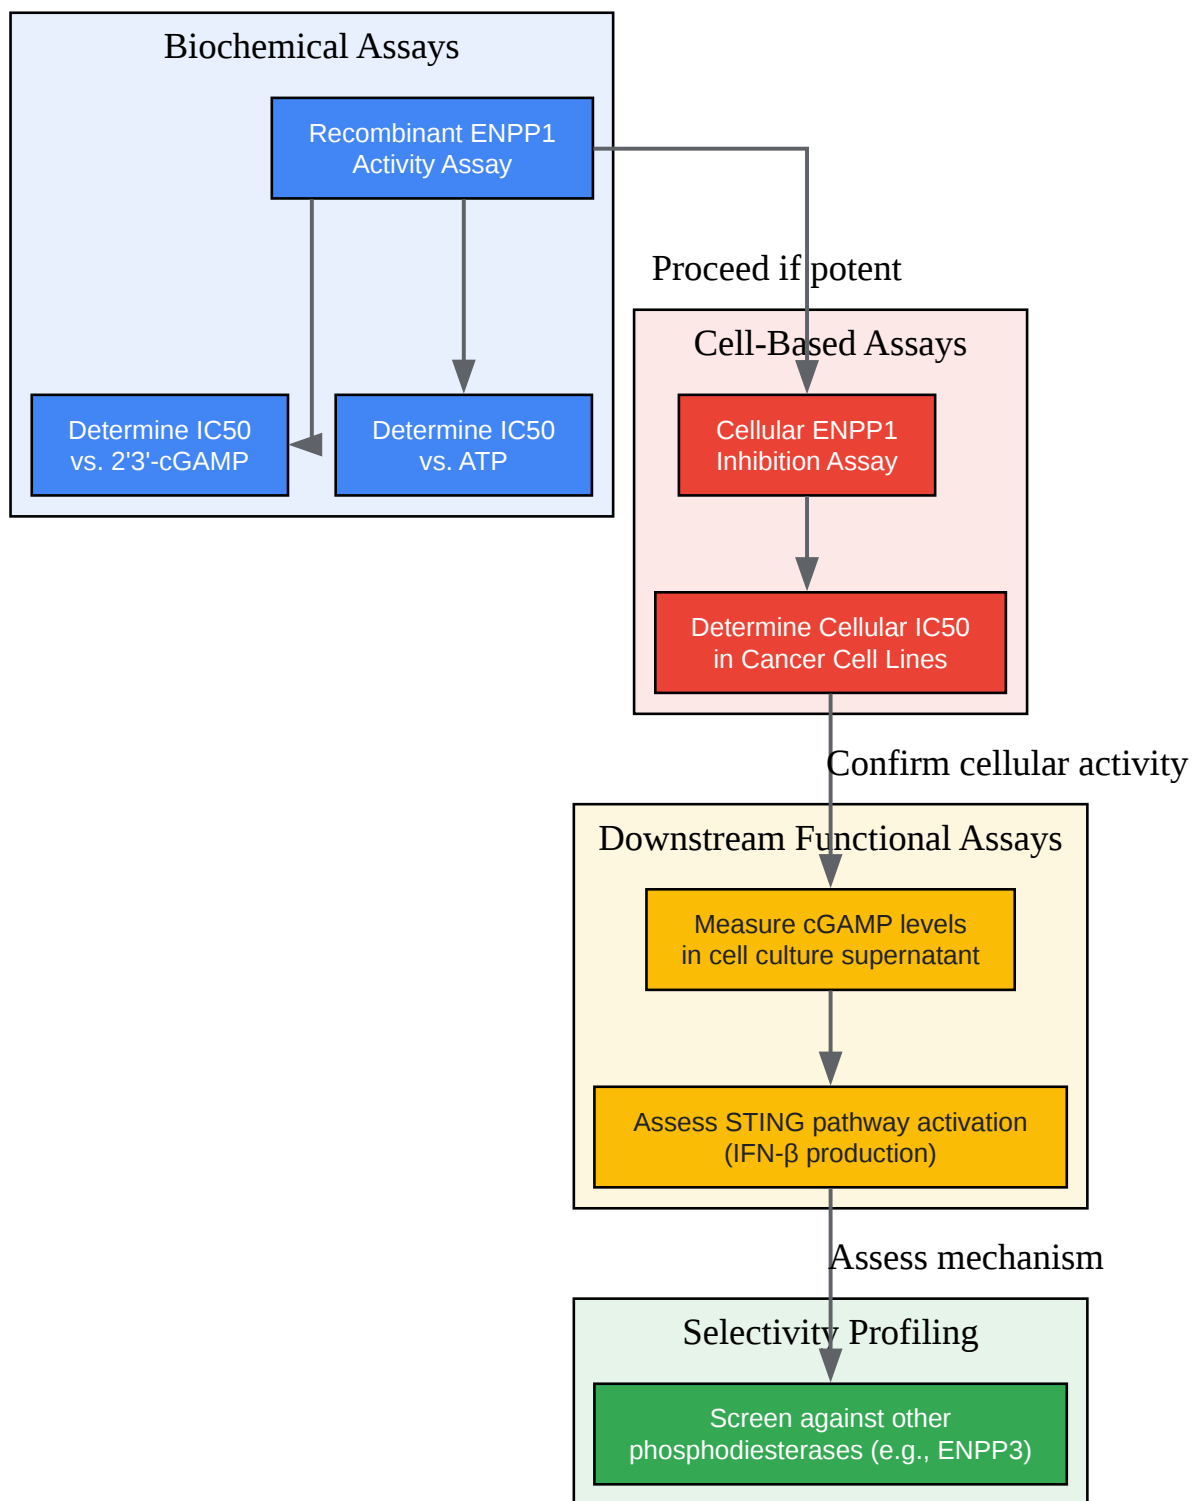 Biochemical Assays
Recombinant ENPP1
Activity Assay
Proceed if potent
Cell-Based Assays
Determine IC50
vs. 2'3'-cGAMP
Determine IC50
vs. ATP
Cellular ENPP1
Inhibition Assay
Determine Cellular IC50
in Cancer Cell Lines
Confirm cellular activity
Downstream Functional Assays
Measure cGAMP levels
in cell culture supernatant
Assess STING pathway activation
(IFN-β production)
Assess mechanism
Selectivity Profiling
Screen against other
phosphodiesterases (e.g., ENPP3)